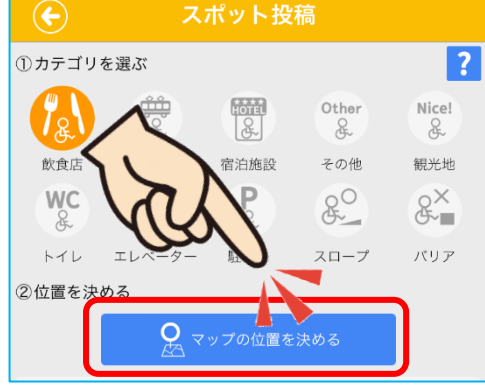 スポット投稿
①カテゴリを選ぶ
?
HOTEL Other Nice!
飲食店 宿泊施設 その他 観光地
WC P
トイレ エレベーター スロープ バリア
②位置を決める
マップの位置を決める